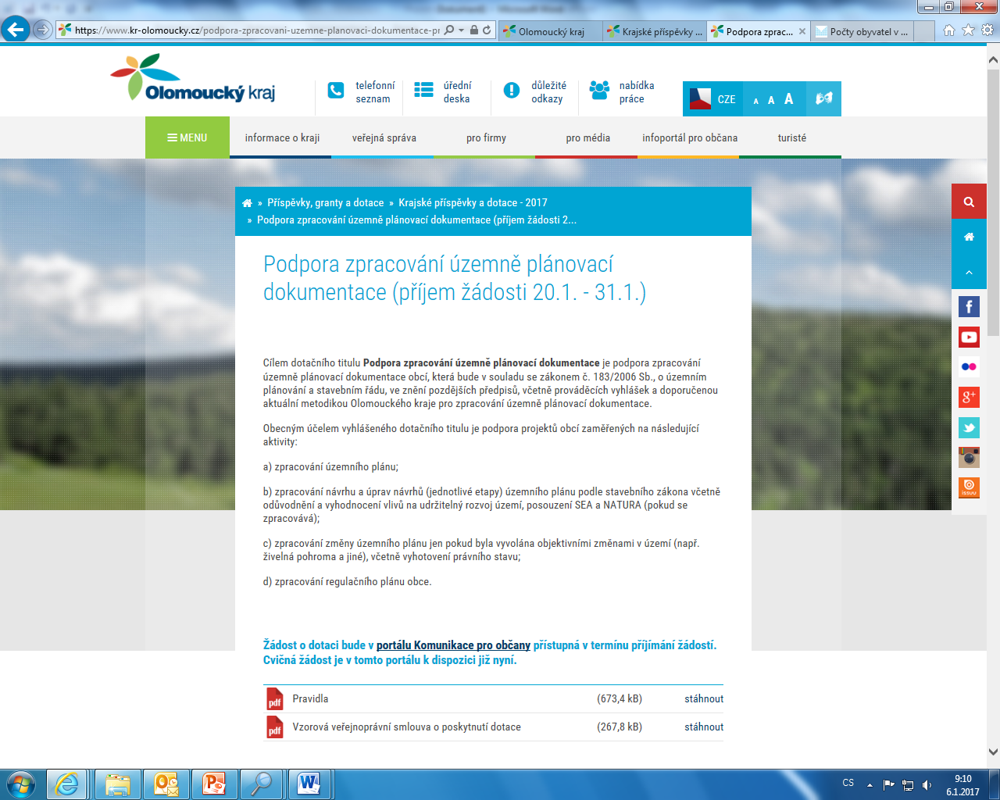 https://www.kr-olomoucky.cz/podpora-zpracovani-uzemne-planovaci-dokumentace-pr
Olomoucký kraj
Krajské příspěvky ...
Podpora zprac...
Počty obyvatel v ...
Olomoucký kraj
telefonní seznam
úřední deska
důležité odkazy
nabídka práce
CZE
A A A
MENU
informace o kraji
veřejná správa
pro firmy
pro média
infoportál pro občana
turisté
» Příspěvky, granty a dotace » Krajské příspěvky a dotace - 2017
» Podpora zpracování územně plánovací dokumentace (příjem žádosti 2...
Podpora zpracování územně plánovací
dokumentace (příjem žádosti 20.1. - 31.1.)
Cílem dotačního titulu Podpora zpracování územně plánovací dokumentace je podpora zpracování
územně plánovací dokumentace obcí, která bude v souladu se zákonem č. 183/2006 Sb., o územním
plánování a stavebním řádu, ve znění pozdějších předpisů, včetně prováděcích vyhlášek a doporučenou
aktuální metodikou Olomouckého kraje pro zpracování územně plánovací dokumentace.
Obecným účelem vyhlášeného dotačního titulu je podpora projektů obcí zaměřených na následující
aktivity:
a) zpracování územního plánu;
b) zpracování návrhu a úprav návrhů (jednotlivé etapy) územního plánu podle stavebního zákona včetně
odůvodnění a vyhodnocení vlivů na udržitelný rozvoj území, posouzení SEA a NATURA (pokud se
zpracovává);
c) zpracování změny územního plánu jen pokud byla vyvolána objektivními změnami v území (např.
živelná pohroma a jiné), včetně vyhotovení právního stavu;
d) zpracování regulačního plánu obce.
Žádost o dotaci bude v portálu Komunikace pro občany přístupná v termínu příjímání žádostí.
Cvičná žádost je v tomto portálu k dispozici již nyní.
pdf Pravidla (673,4 kB) stáhnout
pdf Vzorová veřejnoprávní smlouva o poskytnutí dotace (267,8 kB) stáhnout
issuu
CS
9:10
6.1.2017